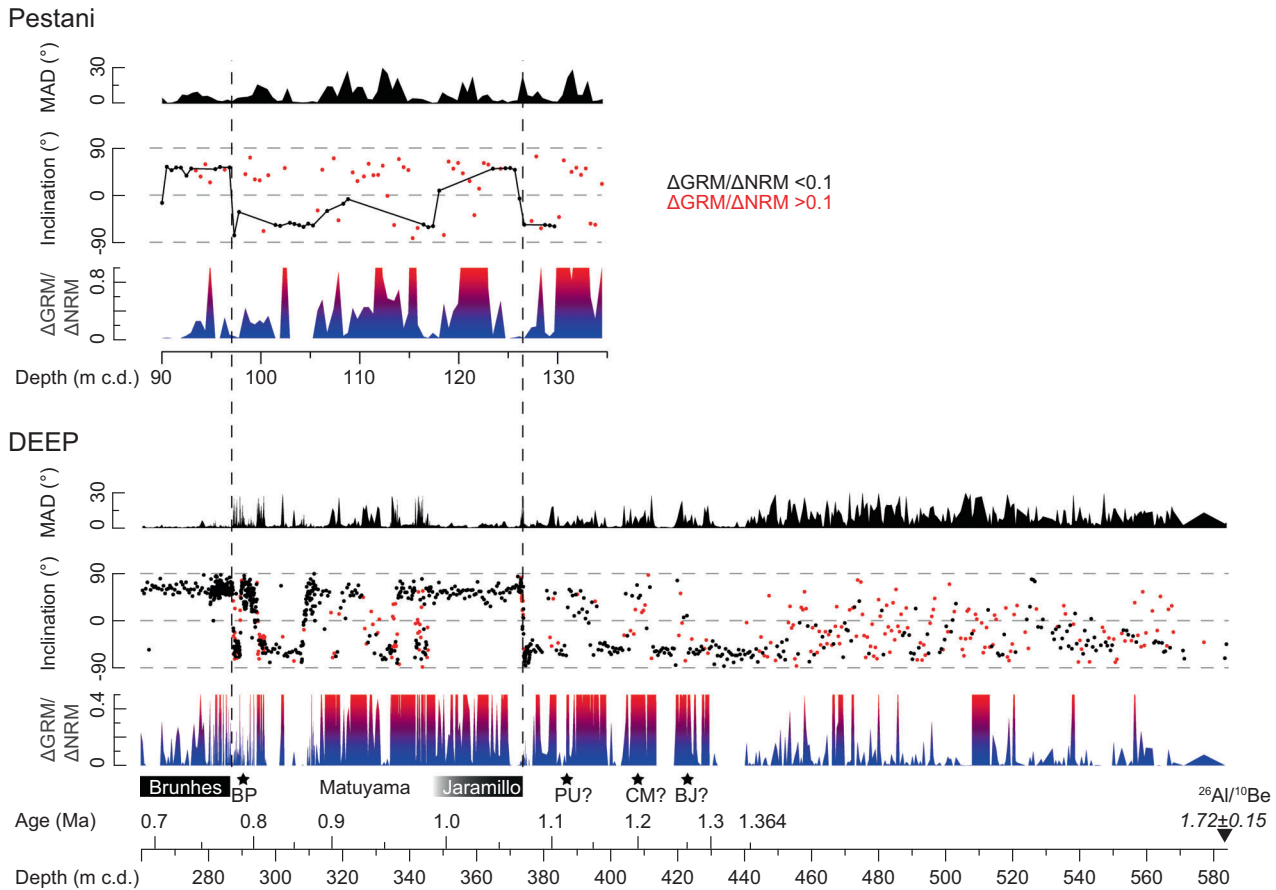 Pestani
MAD (°)
30
0
Inclination (°)
90
0
-90
ΔGRM/ΔNRM <0.1
ΔGRM/ΔNRM >0.1
ΔGRM/
ΔNRM
0.8
0
Depth (m c.d.) 90 100 110 120 130
DEEP
MAD (°)
30
0
Inclination (°)
90
0
-90
ΔGRM/
ΔNRM
0.4
0
Brunhes BP Matuyama Jaramillo PU? CM? BJ?
26Al/10Be
1.72±0.15
Age (Ma) 0.7 0.8 0.9 1.0 1.1 1.2 1.3 1.364
Depth (m c.d.) 280 300 320 340 360 380 400 420 440 460 480 500 520 540 560 580